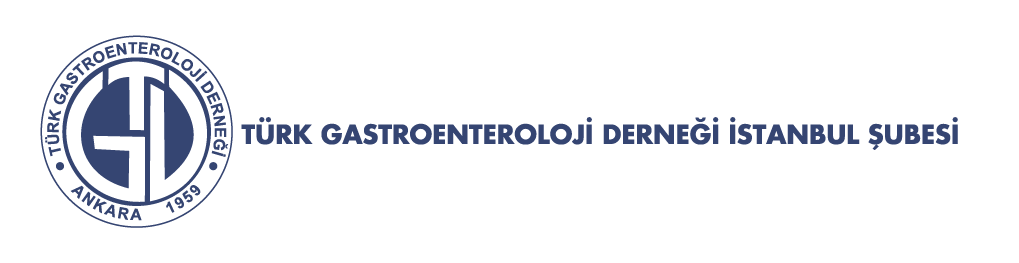 TÜRK GASTROENTEROLOJİ DERNEĞİ
ANKARA 1959
TÜRK GASTROENTEROLOJİ DERNEĞİ İSTANBUL ŞUBESİ